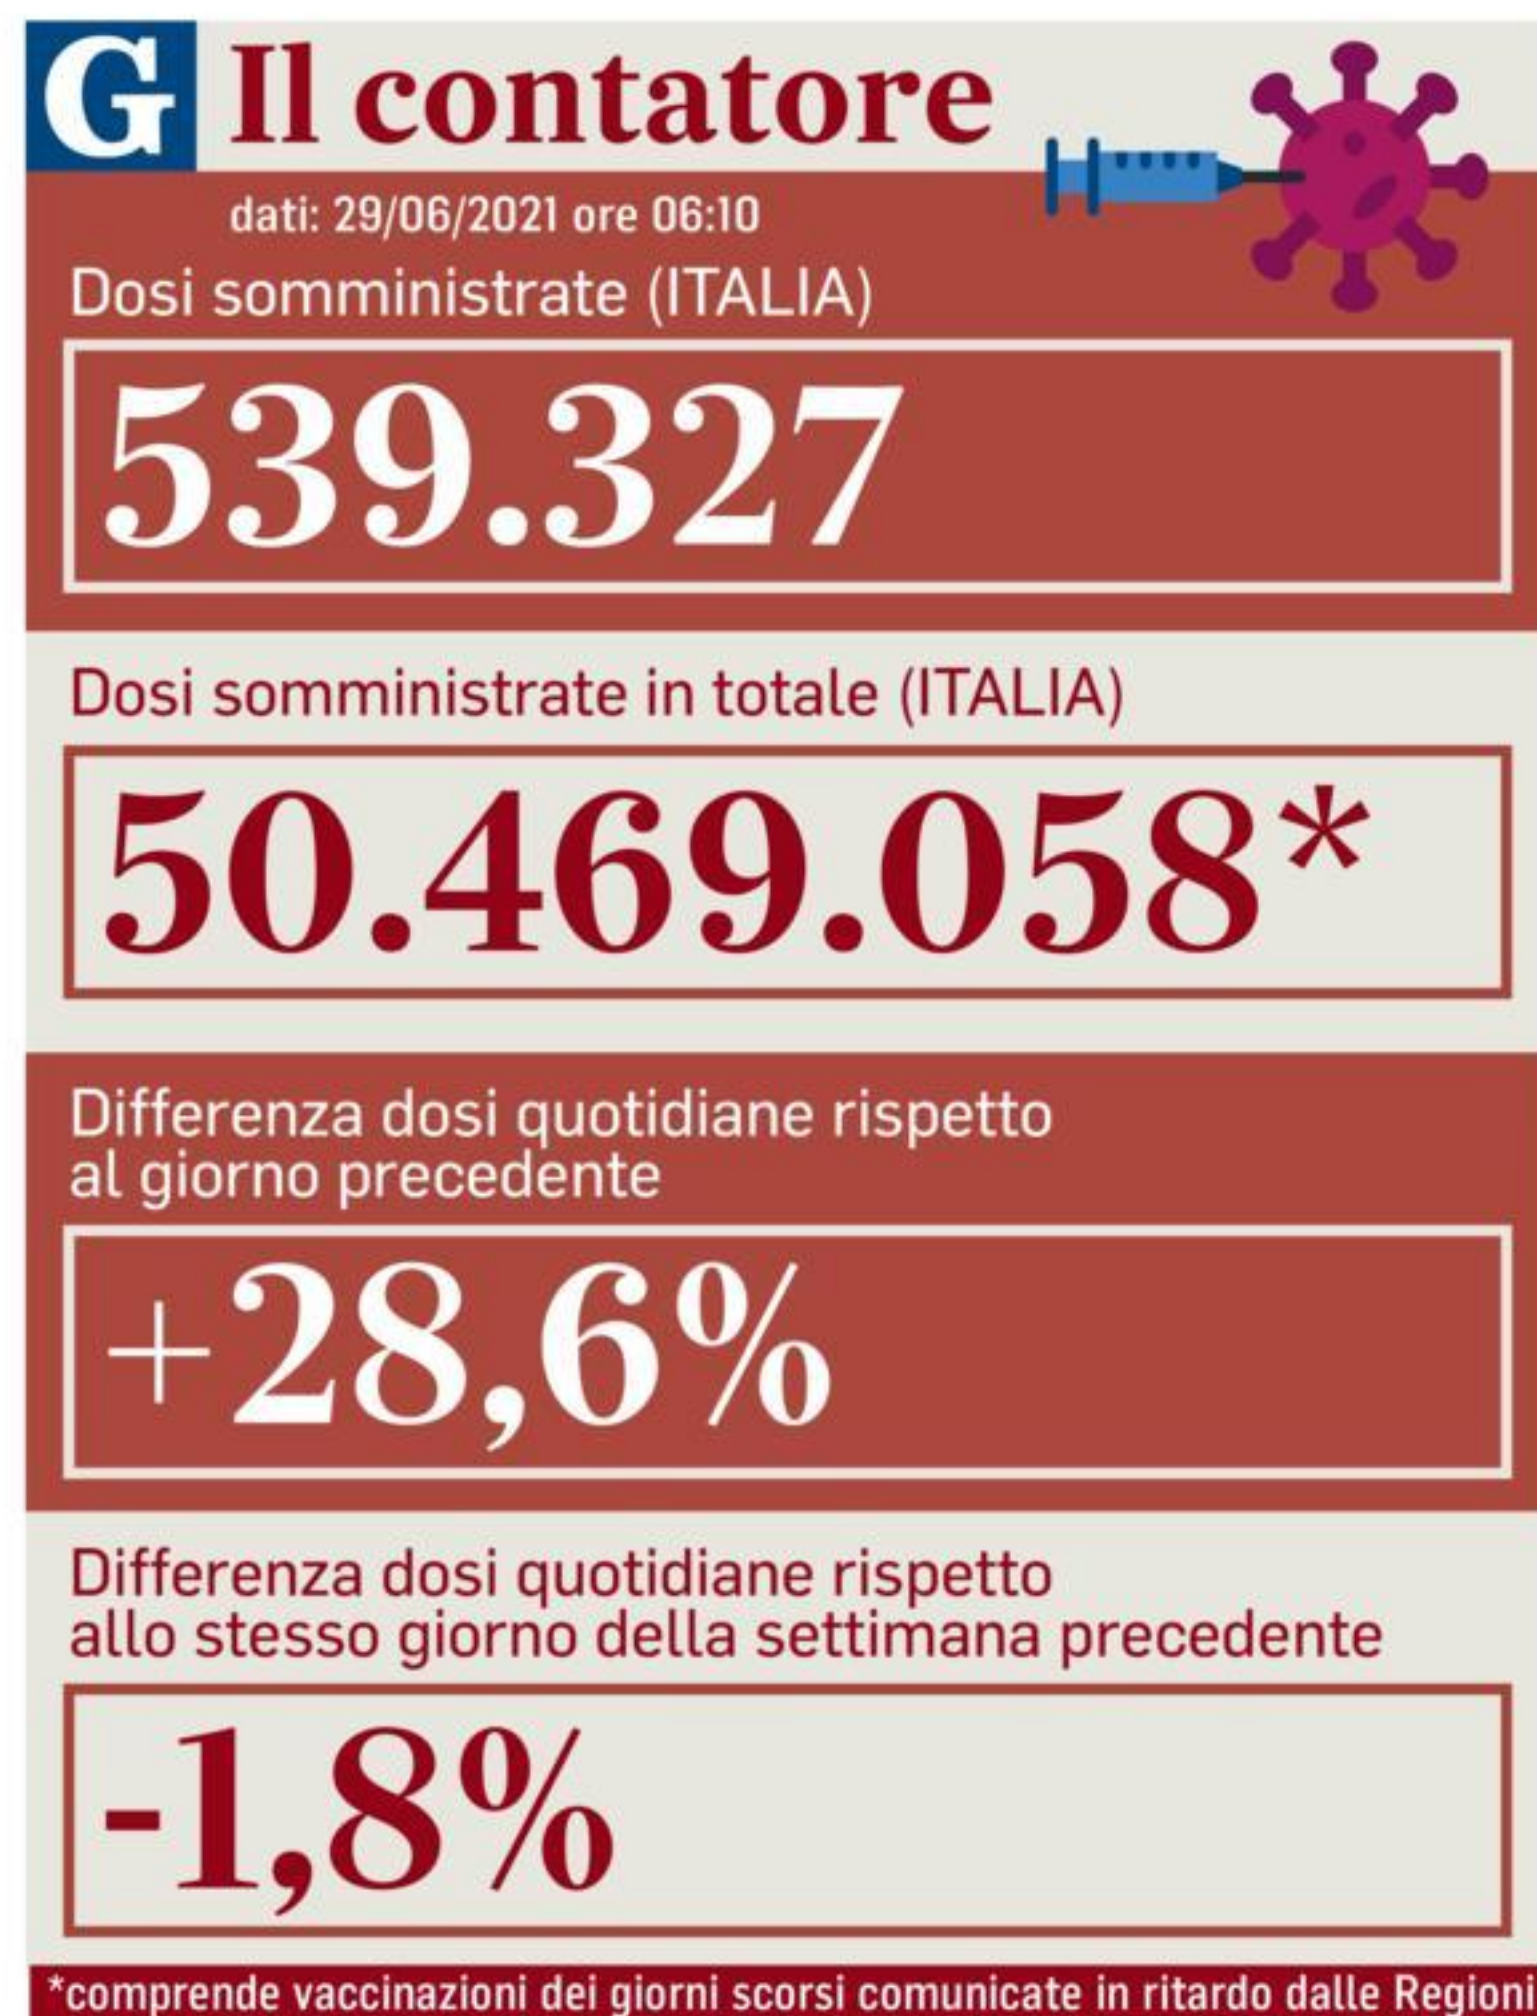 G Il contatore
dati: 29/06/2021 ore 06:10
Dosi somministrate (ITALIA)
539.327
Dosi somministrate in totale (ITALIA)
50.469.058*
Differenza dosi quotidiane rispetto
al giorno precedente
+28,6%
Differenza dosi quotidiane rispetto
allo stesso giorno della settimana precedente
-1,8%
*comprende vaccinazioni dei giorni scorsi comunicate in ritardo dalle Regioni